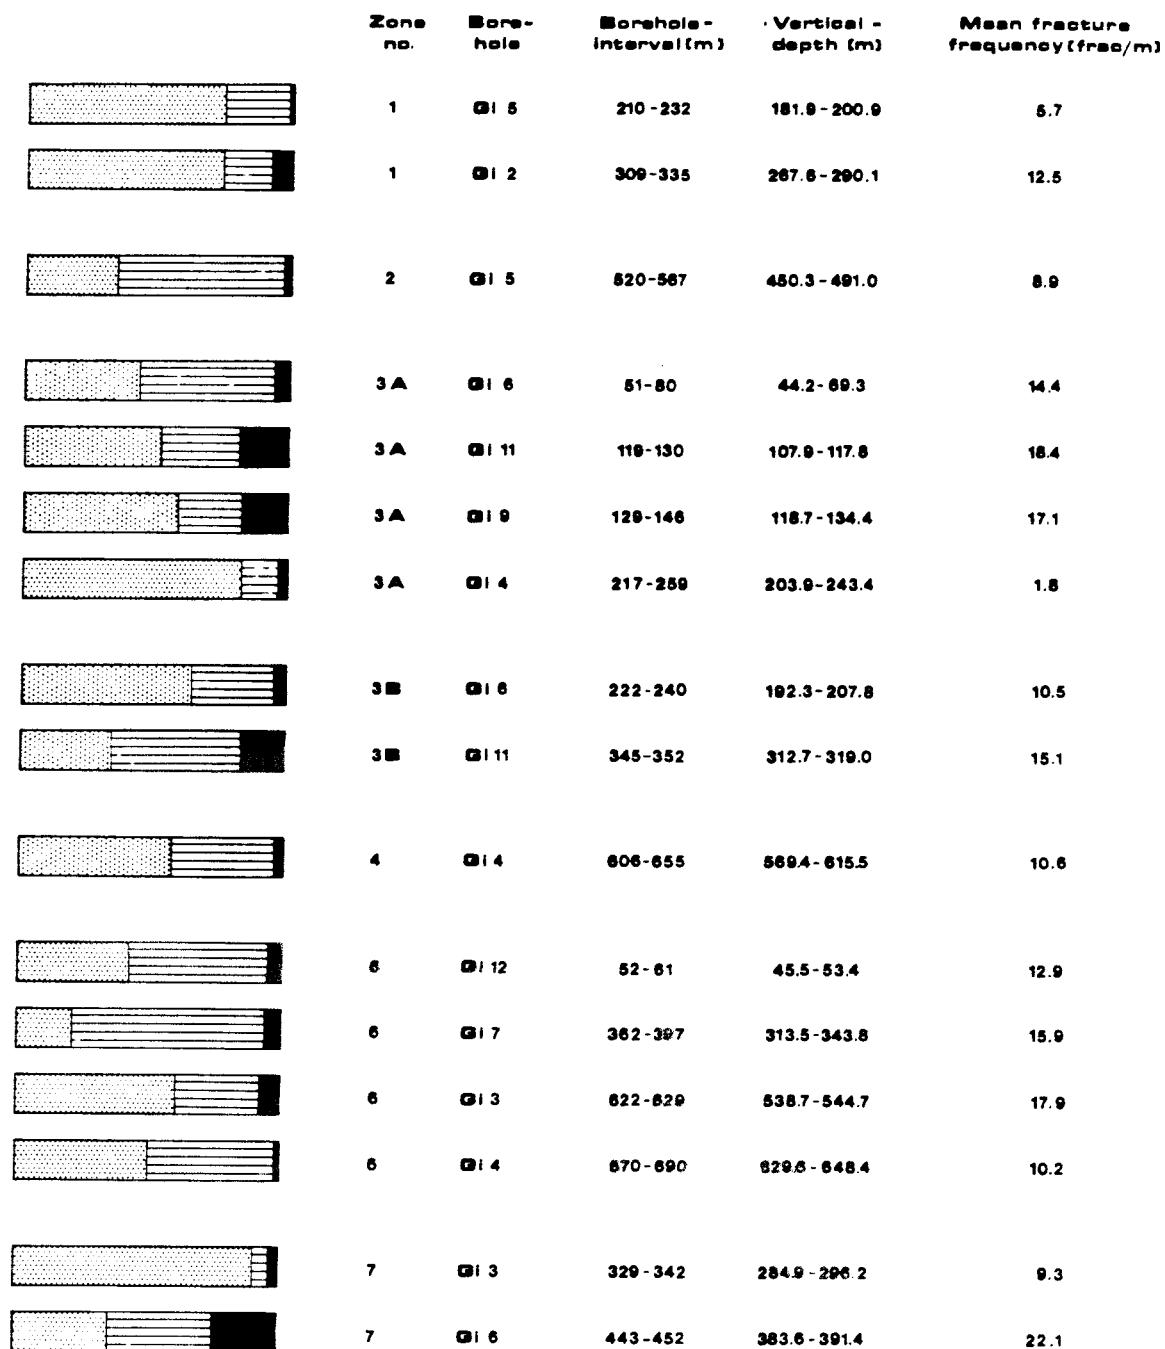 Zone no. Bore-hole Borehole-interval (m) Vertical-depth (m) Mean fracture frequency (frac/m)
1 Gi 5 210-232 181.9-200.9 5.7
1 Gi 2 309-335 267.6-290.1 12.5
2 Gi 5 520-567 450.3-491.0 8.9
3A Gi 6 51-80 44.2-69.3 14.4
3A Gi 11 119-130 107.9-117.8 18.4
3A Gi 9 129-146 118.7-134.4 17.1
3A Gi 4 217-259 203.9-243.4 1.8
3B Gi 6 222-240 192.3-207.8 10.5
3B Gi 11 345-352 312.7-319.0 15.1
4 Gi 4 606-655 569.4-615.5 10.6
6 Gi 12 52-61 45.5-53.4 12.9
6 Gi 7 362-397 313.5-343.8 15.9
6 Gi 3 622-629 538.7-544.7 17.9
6 Gi 4 670-690 629.6-648.4 10.2
7 Gi 3 329-342 284.9-296.2 9.3
7 Gi 6 443-452 383.6-391.4 22.1